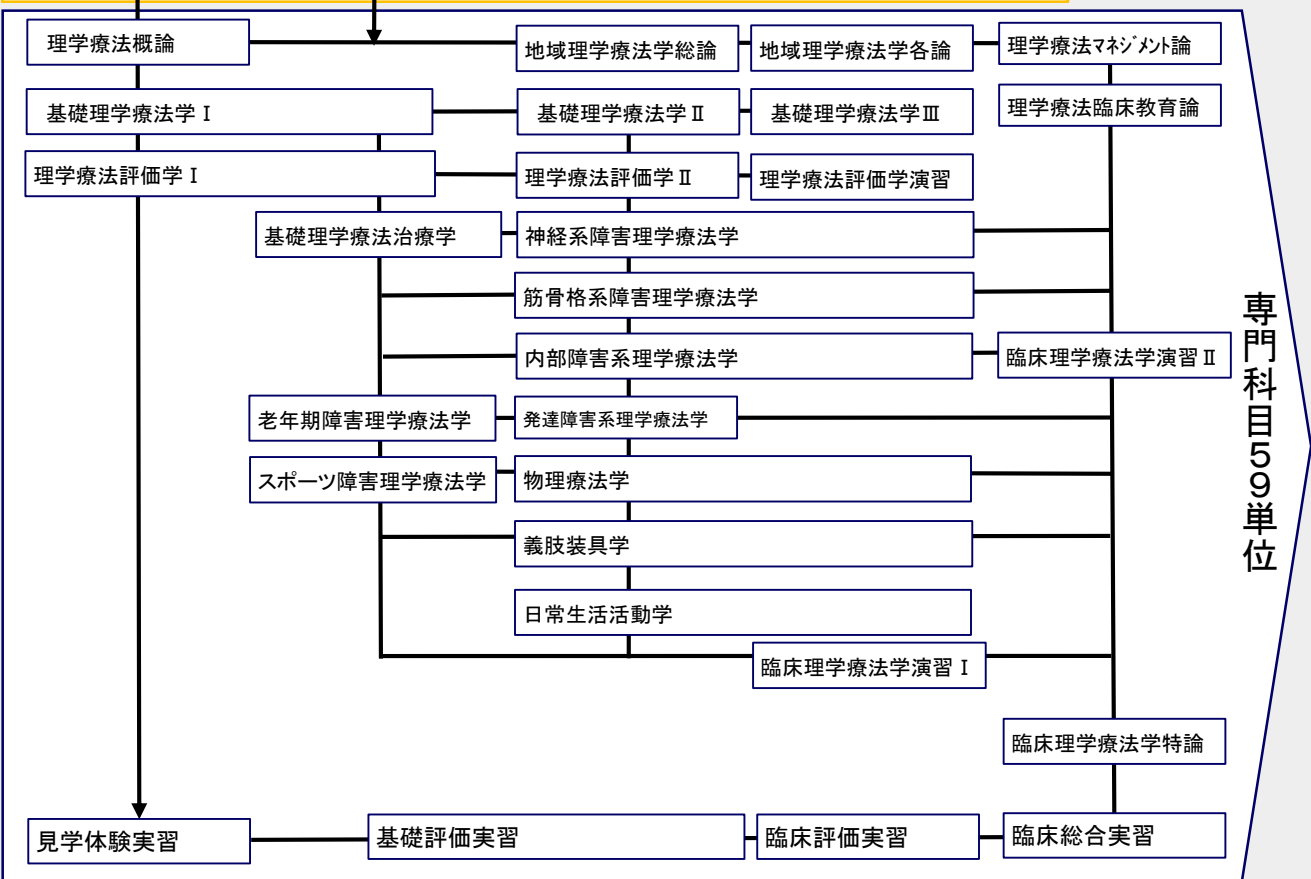 理学療法概論
地域理学療法学総論
地域理学療法学各論
理学療法マネジメント論
基礎理学療法学Ⅰ
基礎理学療法学Ⅱ
基礎理学療法学Ⅲ
理学療法臨床教育論
理学療法評価学Ⅰ
理学療法評価学Ⅱ
理学療法評価学演習
基礎理学療法治療学
神経系障害理学療法学
筋骨格系障害理学療法学
内部障害系理学療法学
臨床理学療法学演習Ⅱ
老年期障害理学療法学
発達障害系理学療法学
スポーツ障害理学療法学
物理療法学
義肢装具学
日常生活活動学
臨床理学療法学演習Ⅰ
臨床理学療法学特論
見学体験実習
基礎評価実習
臨床評価実習
臨床総合実習
専門科目59単位